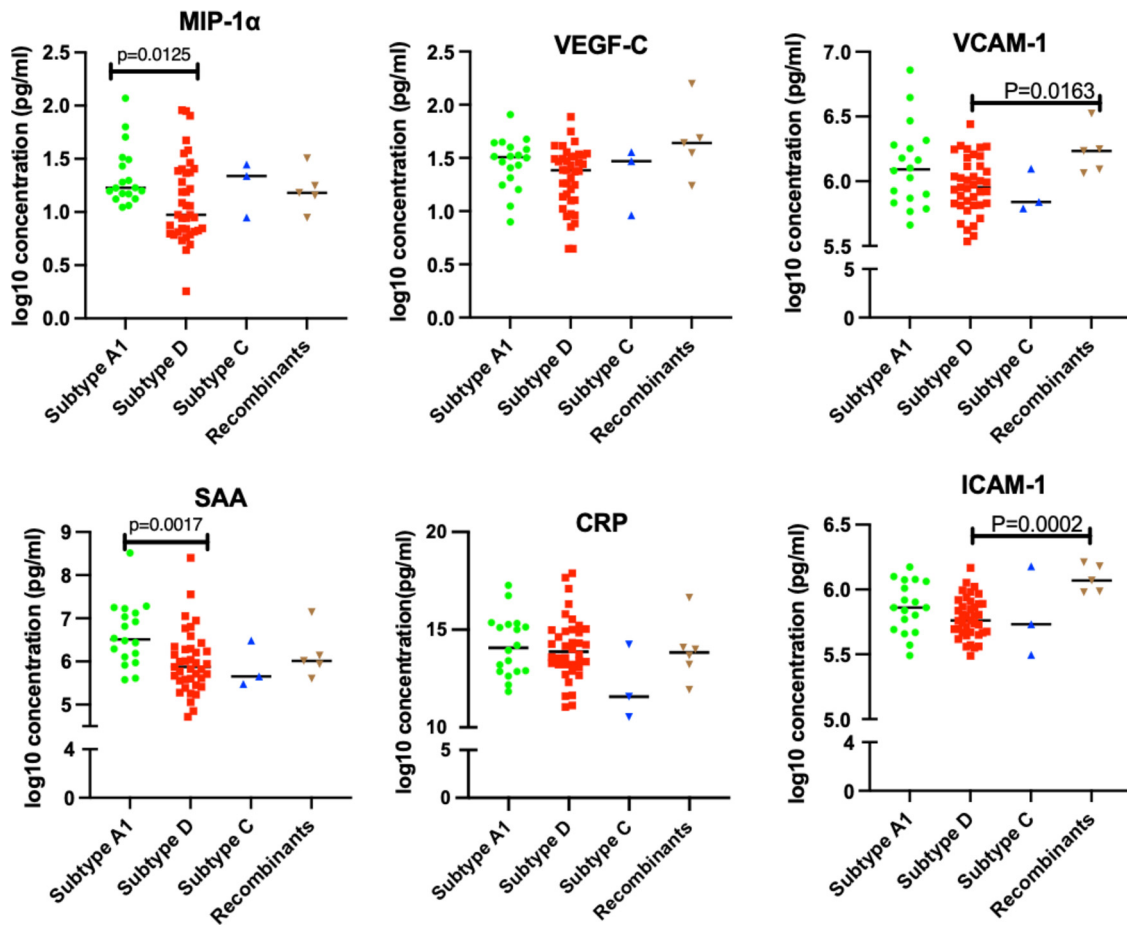 MIP-1α
p=0.0125
log10 concentration (pg/ml)
2.5
2.0
1.5
1.0
0.5
0.0
Subtype A1
Subtype D
Subtype C
Recombinants
VEGF-C
log10 concentration (pg/ml)
2.5
2.0
1.5
1.0
0.5
0.0
Subtype A1
Subtype D
Subtype C
Recombinants
VCAM-1
P=0.0163
log10 concentration (pg/ml)
7.0
6.5
6.0
5.5
5
0
Subtype A1
Subtype D
Subtype C
Recombinants
SAA
p=0.0017
log10 concentration (pg/ml)
9
8
7
6
5
4
0
Subtype A1
Subtype D
Subtype C
Recombinants
CRP
log10 concentration(pg/ml)
20
15
10
5
0
Subtype A1
Subtype D
Subtype C
Recombinants
ICAM-1
P=0.0002
log10 concentration (pg/ml)
6.5
6.0
5.5
5.0
4
0
Subtype A1
Subtype D
Subtype C
Recombinants